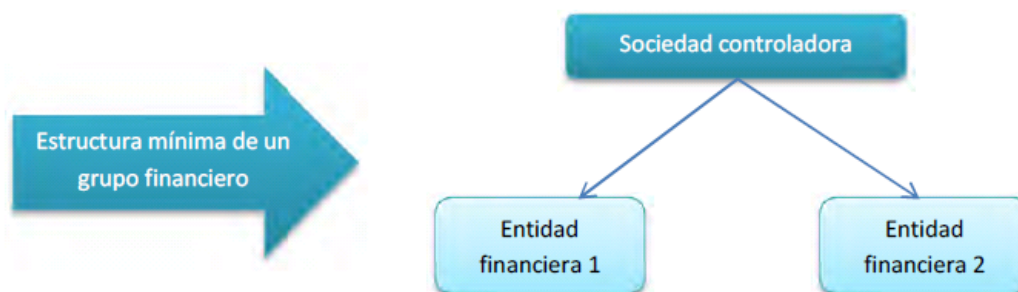 Sociedad controladora
Estructura mínima de un
grupo financiero
Entidad
financiera 1
Entidad
financiera 2